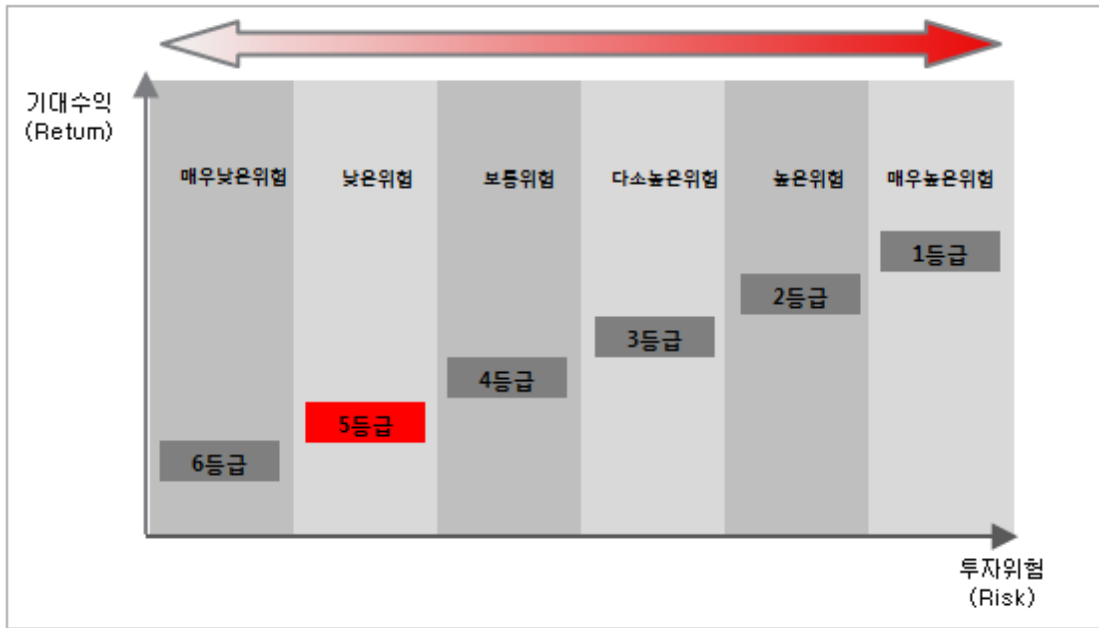 기대수익
(Retum)
매우낮은위험 낮은위험 보통위험 다소높은위험 높은위험 매우높은위험
1등급
2등급
3등급
4등급
5등급
6등급
투자위험
(Risk)